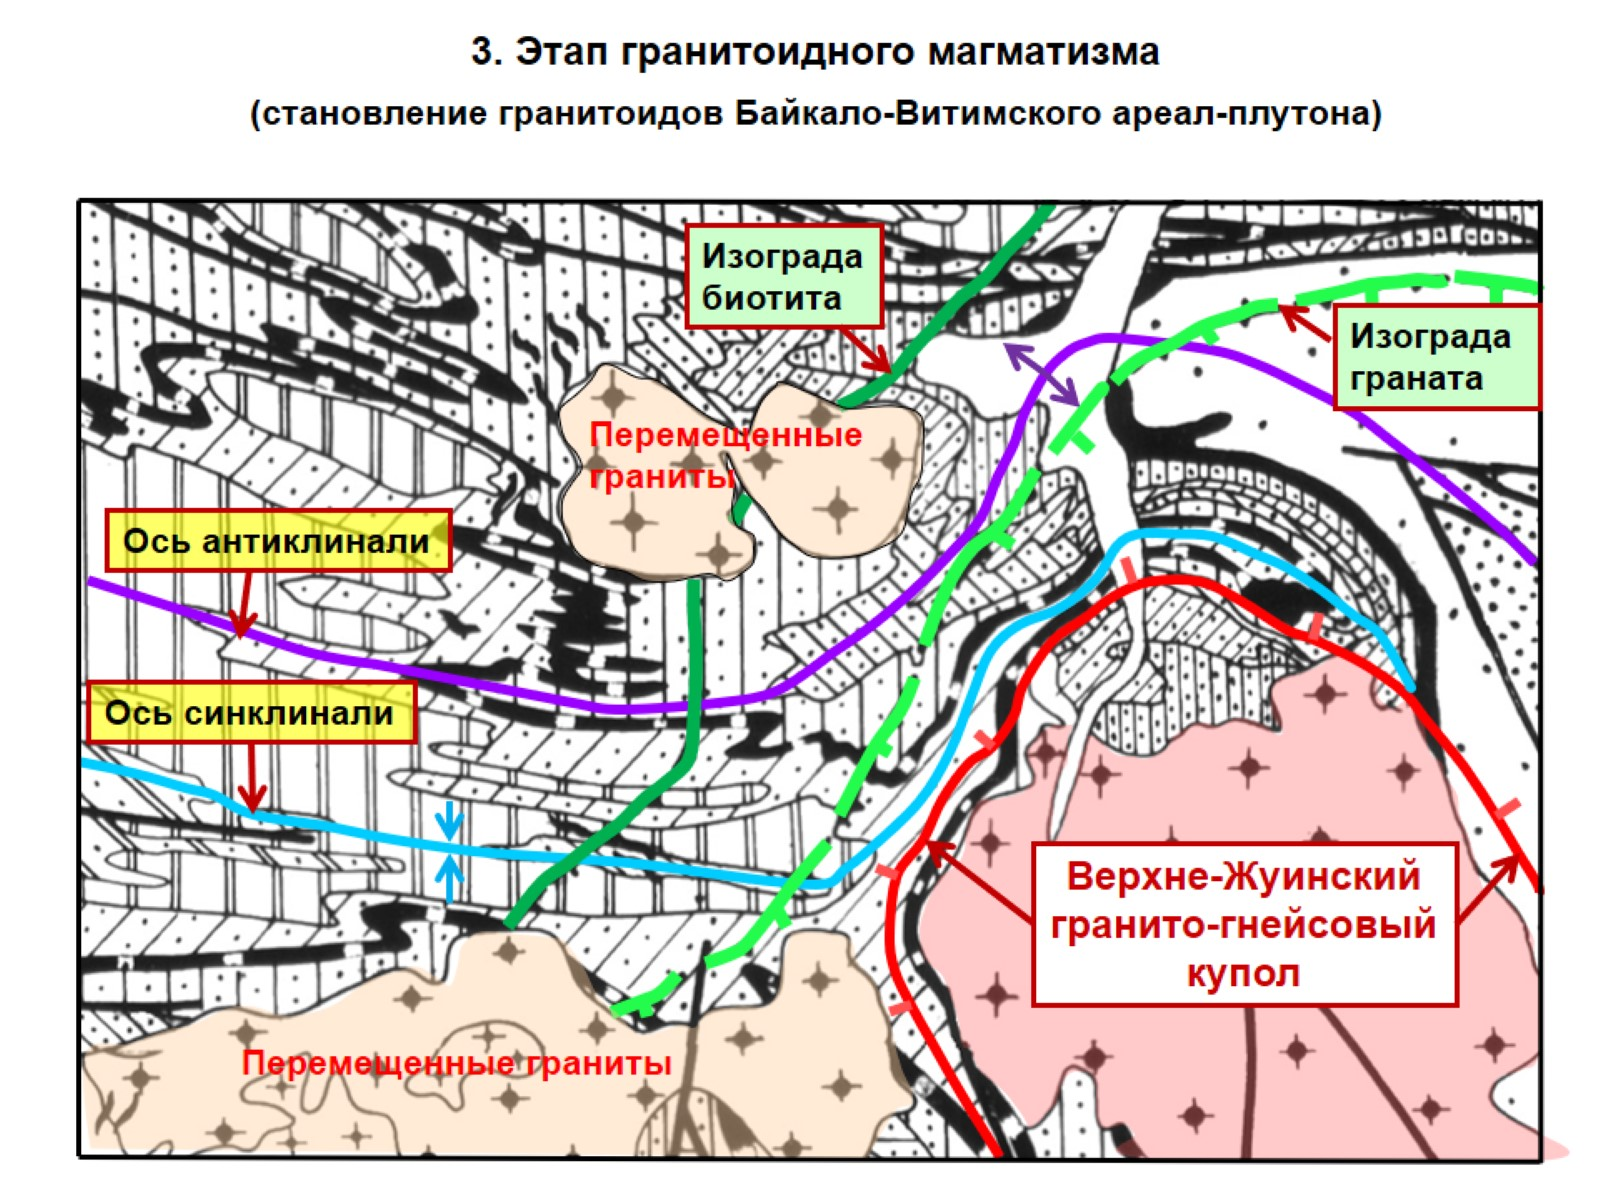 3. Этап гранитоидного магматизма
(становление гранитоидов Байкало-Витимского ареал-плутона)
Изограда
биотита
Изограда
граната
Перемещенные
граниты
Ось антиклинали
Ось синклинали
Верхне-Жуинский
гранито-гнейсовый
купол
Перемещенные граниты